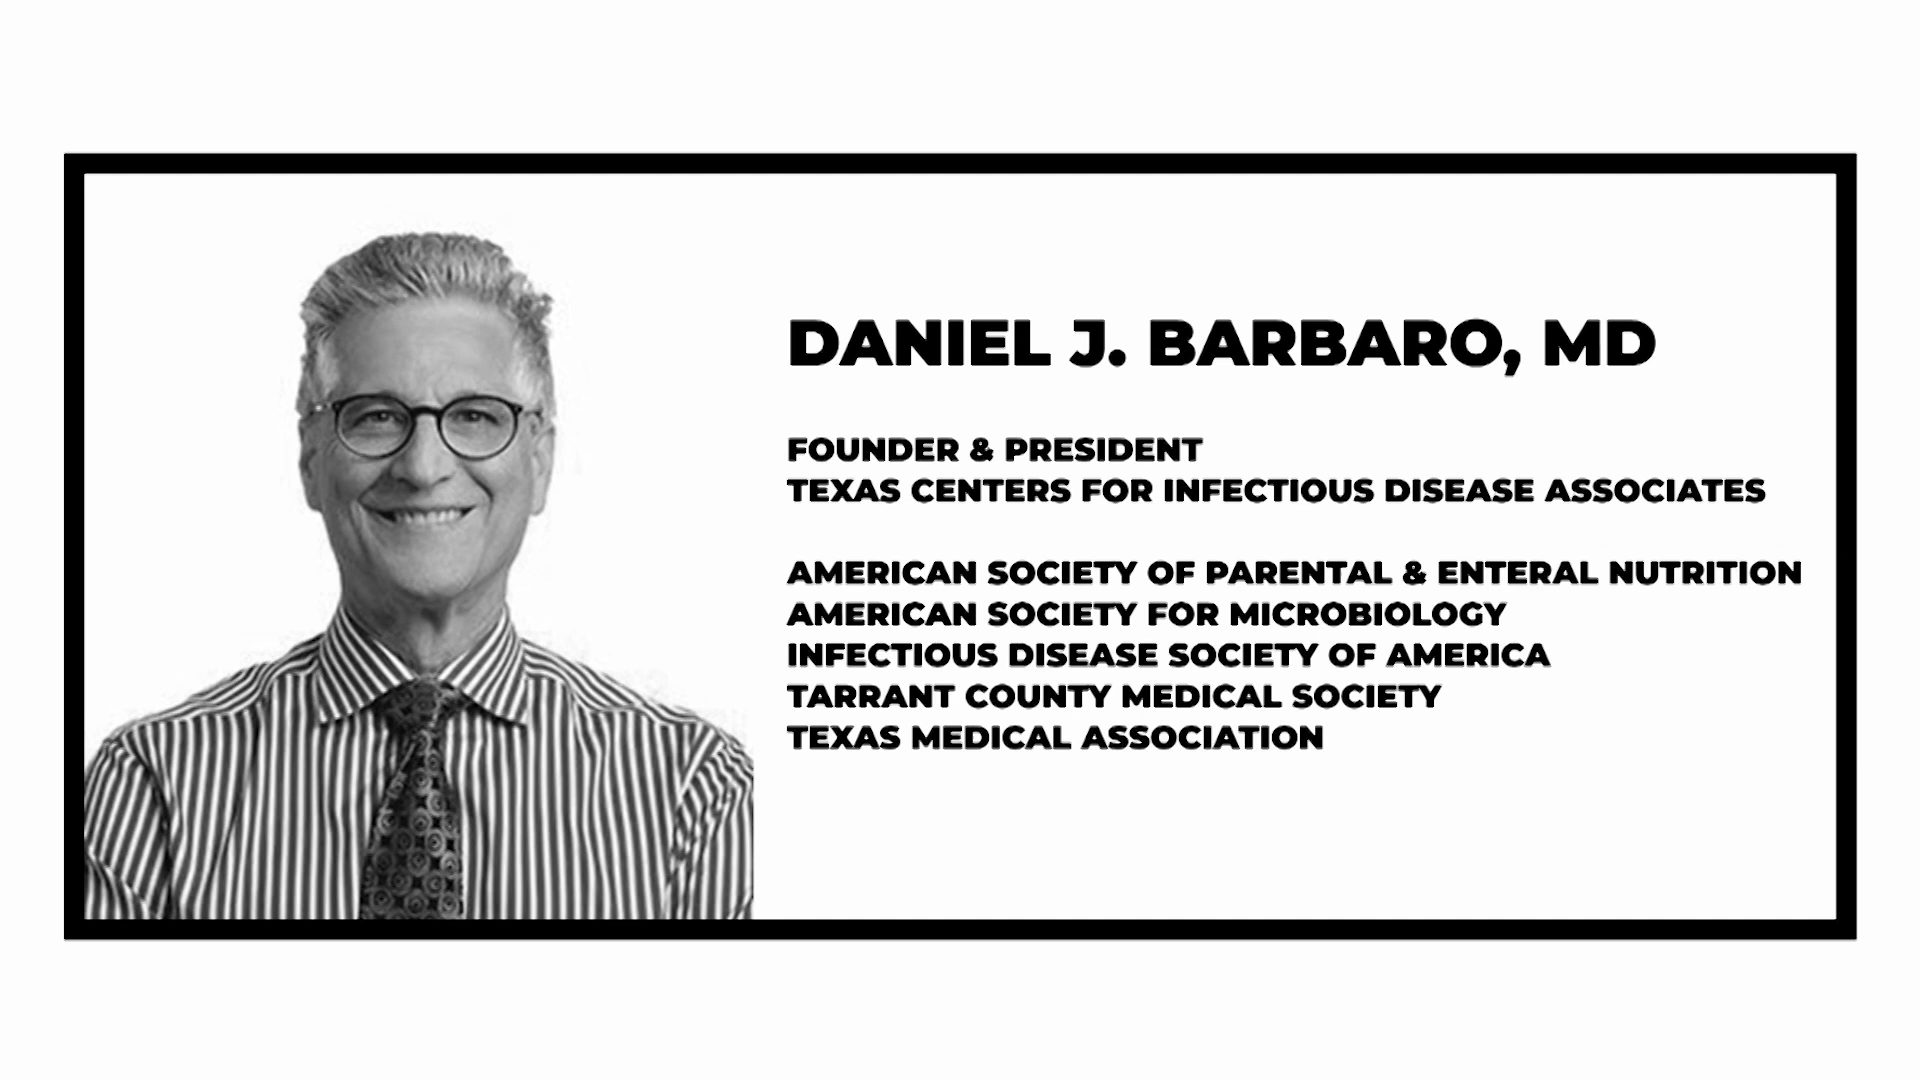 DANIEL J. BARBARO, MD
FOUNDER & PRESIDENT
TEXAS CENTERS FOR INFECTIOUS DISEASE ASSOCIATES
AMERICAN SOCIETY OF PARENTAL & ENTERAL NUTRITION
AMERICAN SOCIETY FOR MICROBIOLOGY
INFECTIOUS DISEASE SOCIETY OF AMERICA
TARRANT COUNTY MEDICAL SOCIETY
TEXAS MEDICAL ASSOCIATION